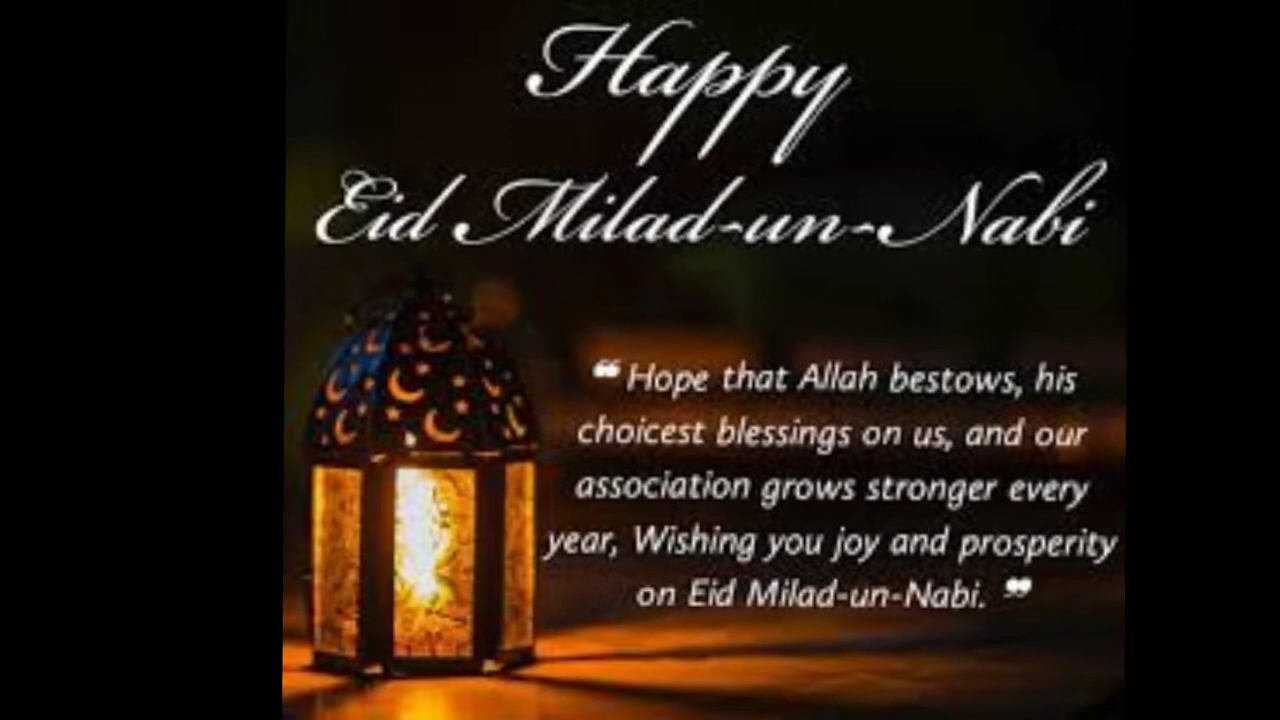 Happy
Eid Milad-un-Nabi
❝ Hope that Allah bestows, his
choicest blessings on us, and our
association grows stronger every
year, Wishing you joy and prosperity
on Eid Milad-un-Nabi. ❞